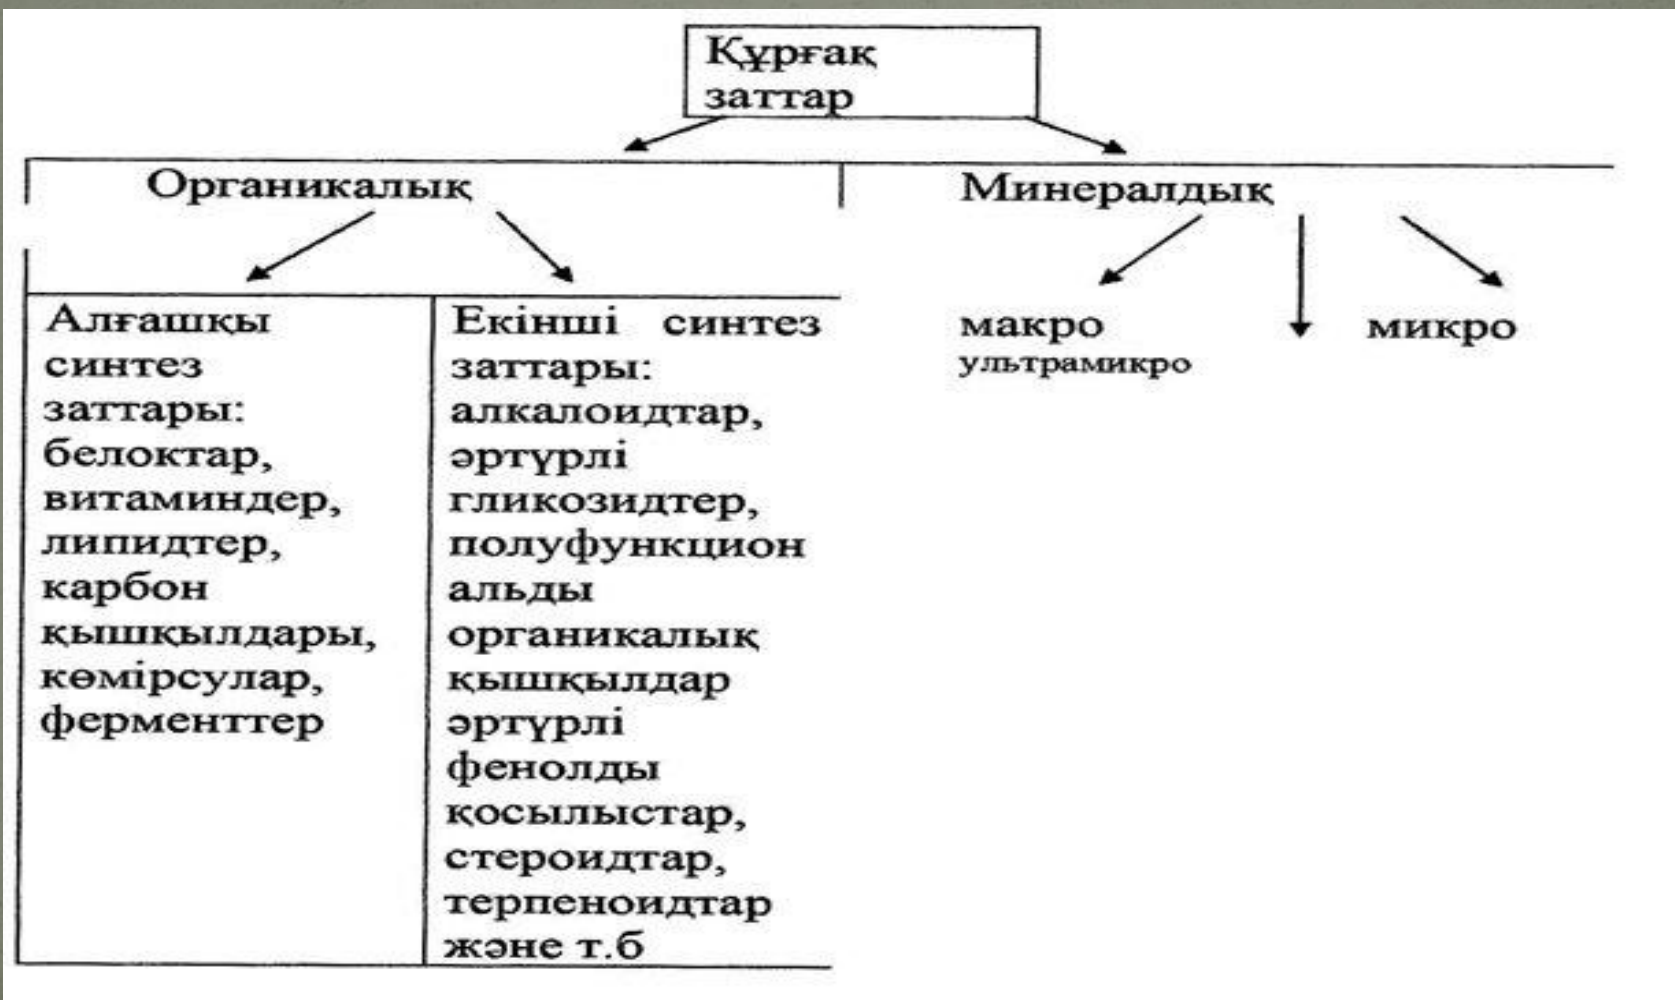 Құрғақ
заттар
Органикалық
Минералдық
Алғашқы
синтез
заттары:
белоктар,
витаминдер,
липидтер,
карбон
қышқылдары,
көмірсулар,
ферменттер
Екінші синтез
заттары:
алкалоидтар,
әртүрлі
гликозидтер,
полуфункцион
альды
органикалық
қышқылдар
әртүрлі
фенолды
қосылыстар,
стероидтар,
терпеноидтар
және т.б
макро
микро
ультрамикро